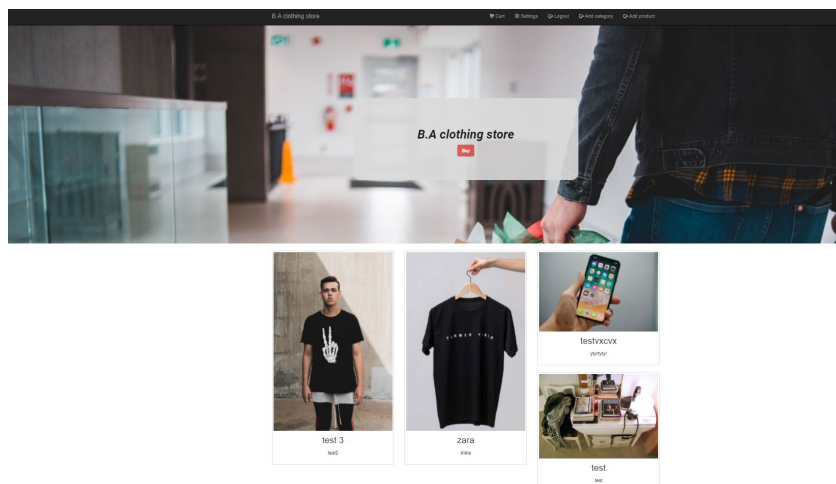 B.A clothing store
Cart Settings Logout Add category Add product
B.A clothing store
Buy
test 3
test2
zara
testvxcvx
test
test